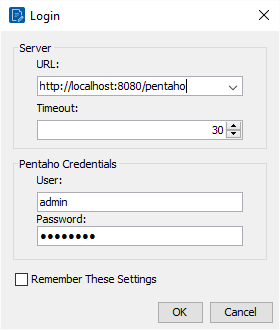 Login
Server
URL:
http://localhost:8080/pentaho
Timeout:
30
Pentaho Credentials
User:
admin
Password:
●●●●●●●●
Remember These Settings
OK Cancel